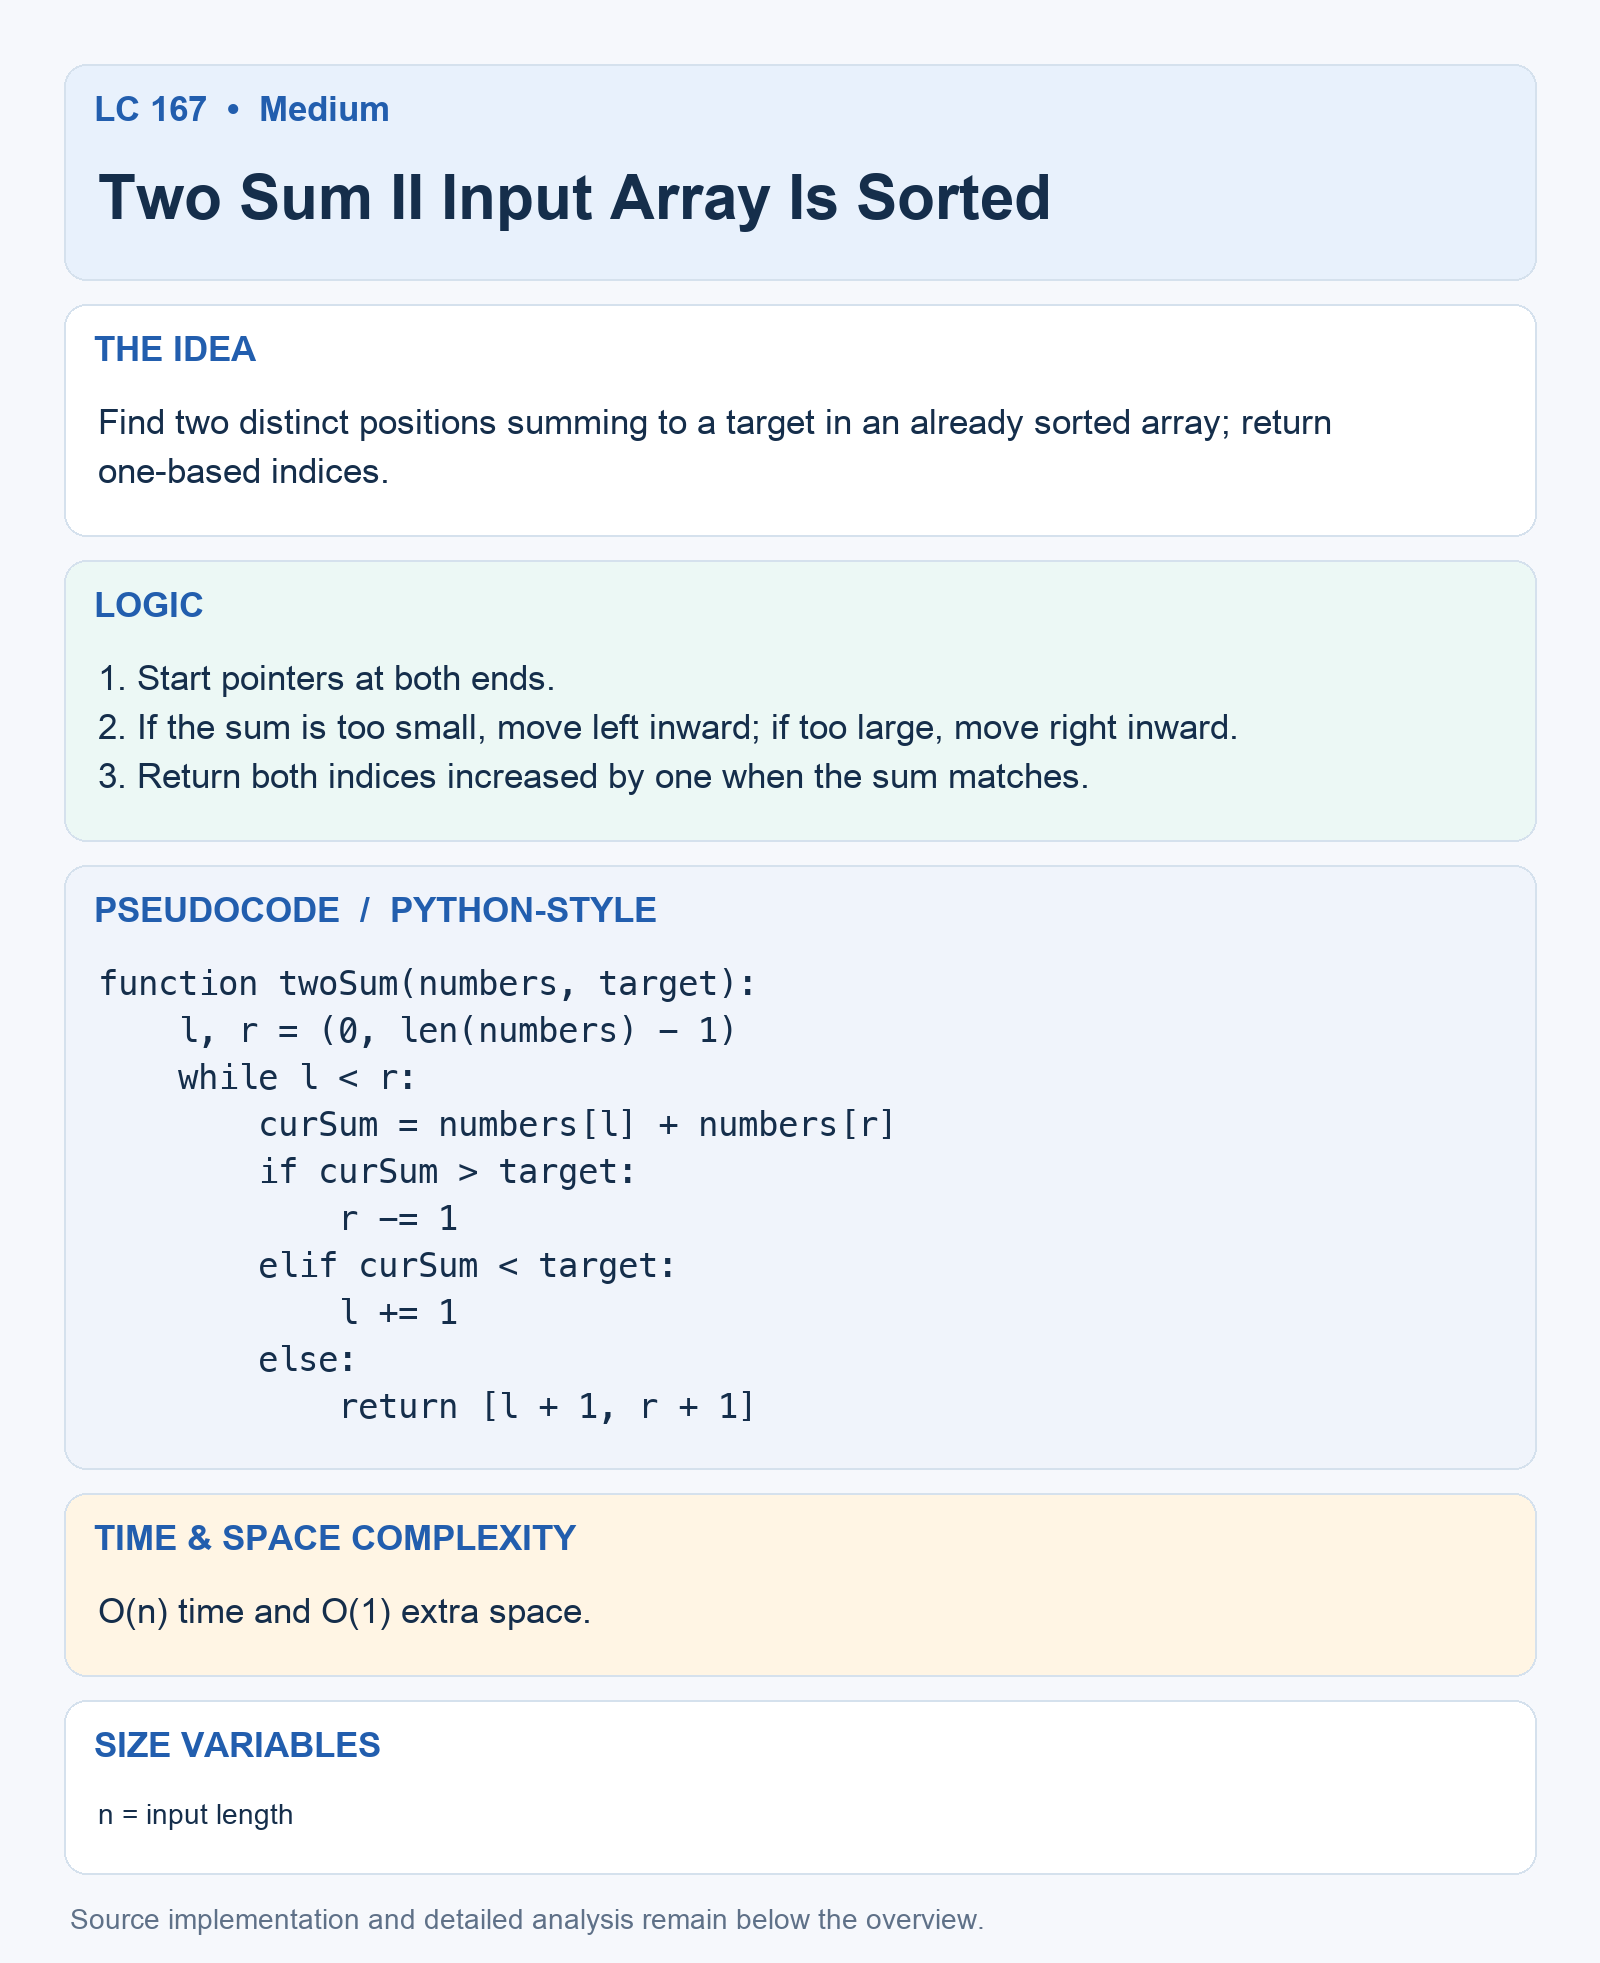 LC 167 • Medium
Two Sum II Input Array Is Sorted
THE IDEA
Find two distinct positions summing to a target in an already sorted array; return
one-based indices.
LOGIC
1. Start pointers at both ends.
2. If the sum is too small, move left inward; if too large, move right inward.
3. Return both indices increased by one when the sum matches.
PSEUDOCODE / PYTHON-STYLE
function twoSum(numbers, target):
    l, r = (0, len(numbers) − 1)
    while l < r:
        curSum = numbers[l] + numbers[r]
        if curSum > target:
            r −= 1
        elif curSum < target:
            l += 1
        else:
            return [l + 1, r + 1]
TIME & SPACE COMPLEXITY
O(n) time and O(1) extra space.
SIZE VARIABLES
n = input length
Source implementation and detailed analysis remain below the overview.